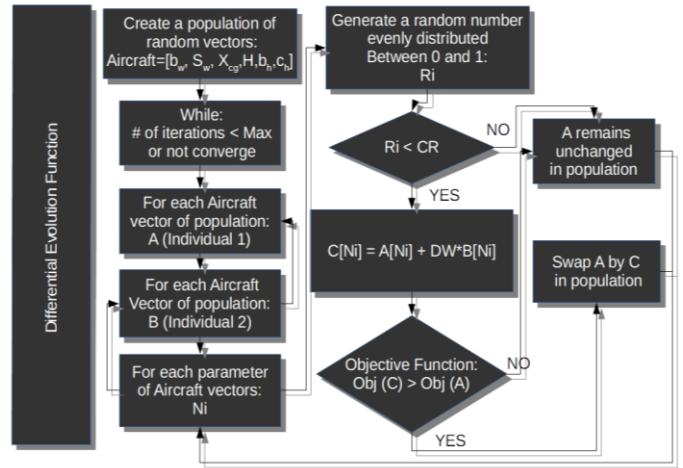 Differential Evolution Function
Create a population of
random vectors:
Aircraft=[bw, Sw, Xcg,H,bh,ch]
While:
# of iterations < Max
or not converge
For each Aircraft
vector of population:
A (Individual 1)
For each Aircraft
Vector of population:
B (Individual 2)
For each parameter
of Aircraft vectors:
Ni
Generate a random number
evenly distributed
Between 0 and 1:
Ri
Ri < CR
NO
YES
C[Ni] = A[Ni] + DW*B[Ni]
Objective Function:
Obj (C) > Obj (A)
NO
YES
A remains
unchanged
in population
Swap A by C
in population